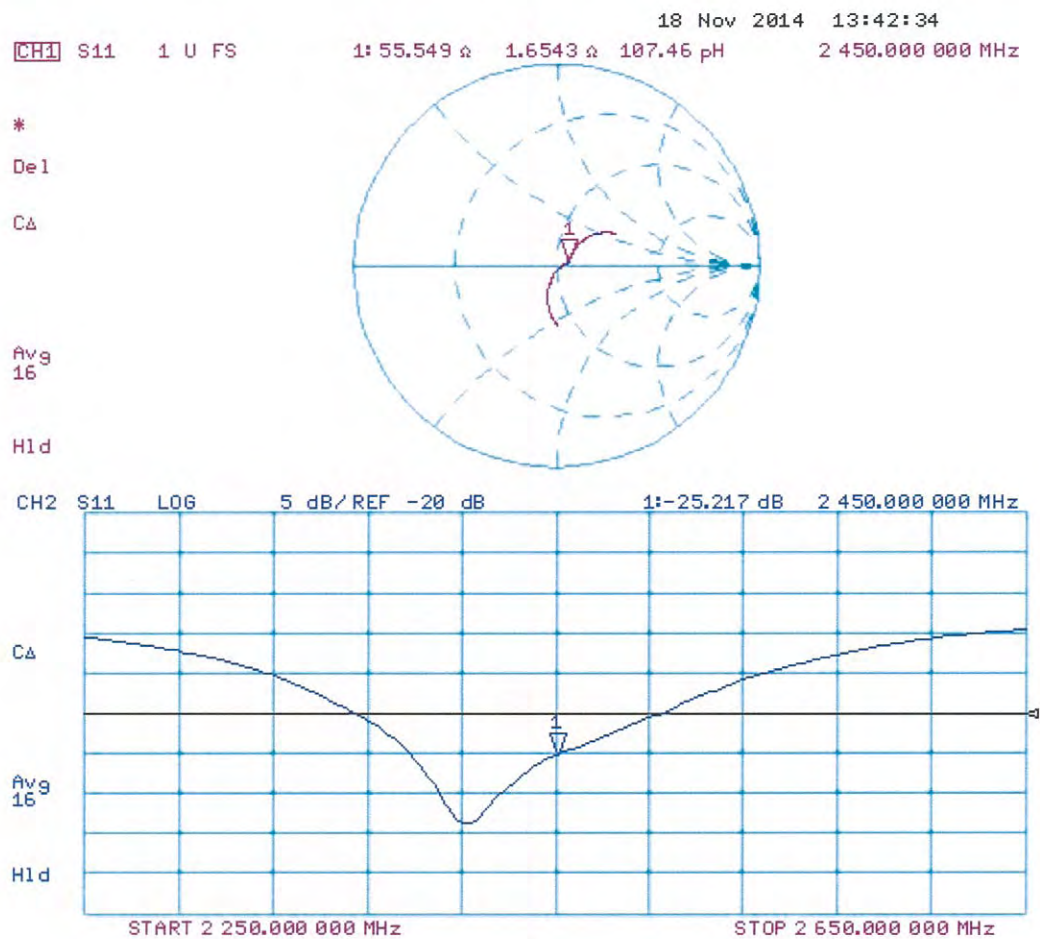 18 Nov 2014 13:42:34
CH1 S11 1 U FS 1: 55.549 Ω 1.6543 Ω 107.46 pH 2 450.000 000 MHz
*
Del
CΔ
1
Avg
16
Hld
CH2 S11 LOG 5 dB/REF -20 dB 1:-25.217 dB 2 450.000 000 MHz
CΔ
1
Avg
16
Hld
START 2 250.000 000 MHz STOP 2 650.000 000 MHz